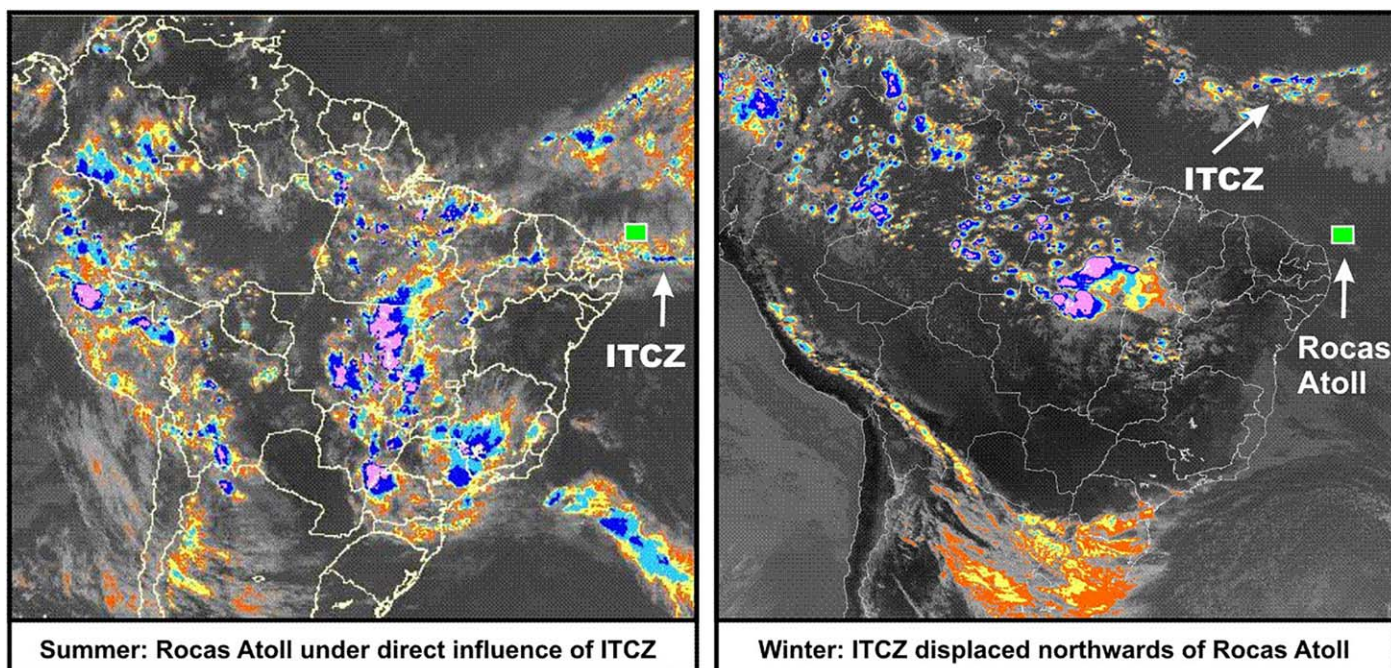 ITCZ
Summer: Rocas Atoll under direct influence of ITCZ
ITCZ
Rocas
Atoll
Winter: ITCZ displaced northwards of Rocas Atoll